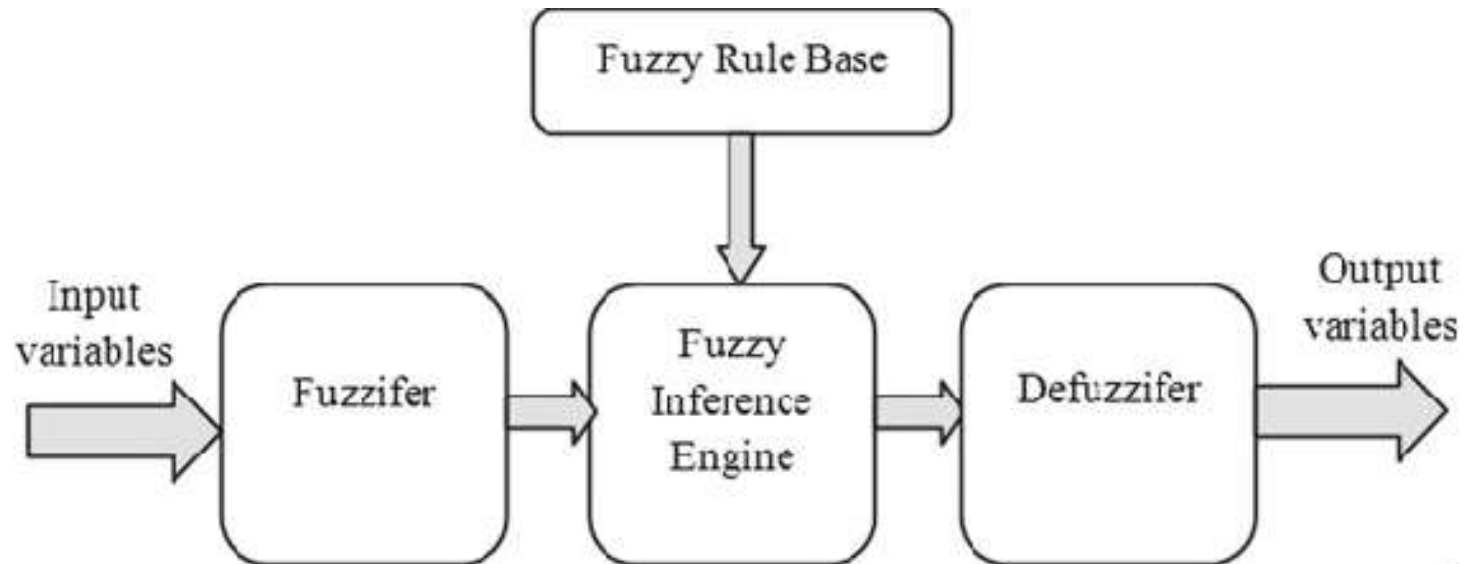 Fuzzy Rule Base
Input
variables
Fuzzifer
Fuzzy
Inference
Engine
Defuzzifer
Output
variables